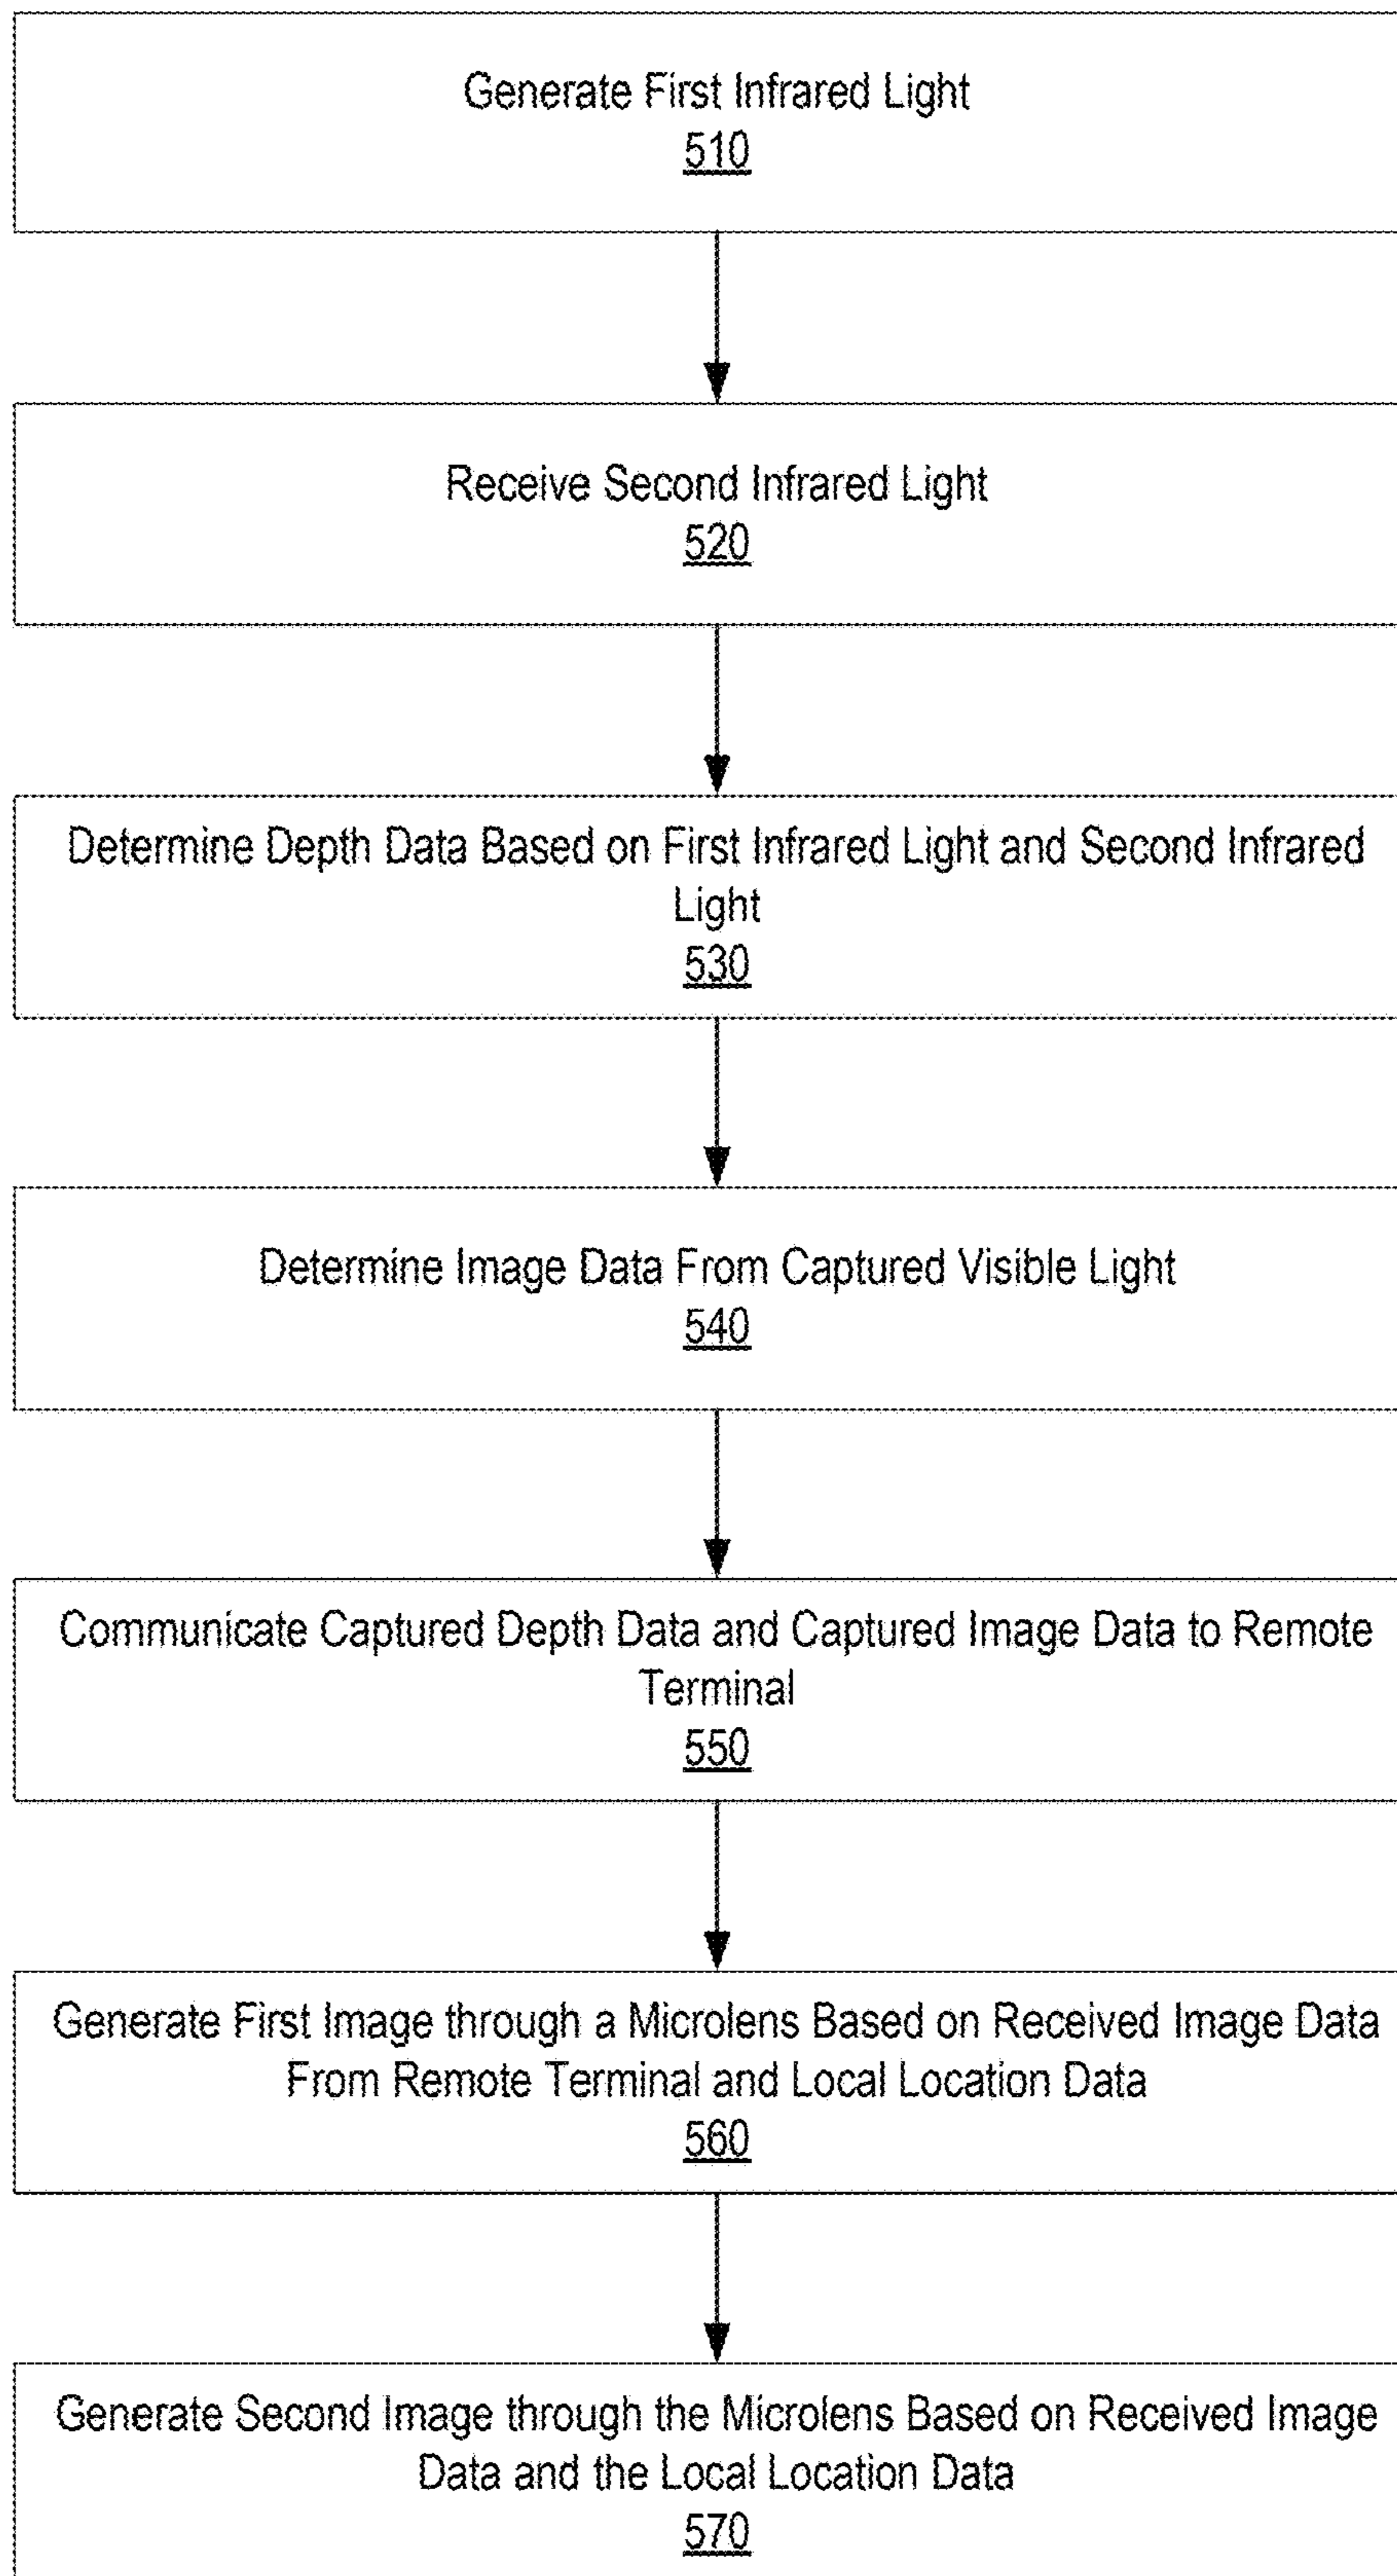 Generate First Infrared Light
510
Receive Second Infrared Light
520
Determine Depth Data Based on First Infrared Light and Second Infrared
Light
530
Determine Image Data From Captured Visible Light
540
Communicate Captured Depth Data and Captured Image Data to Remote
Terminal
550
Generate First Image through a Microlens Based on Received Image Data
From Remote Terminal and Local Location Data
560
Generate Second Image through the Microlens Based on Received Image
Data and the Local Location Data
570